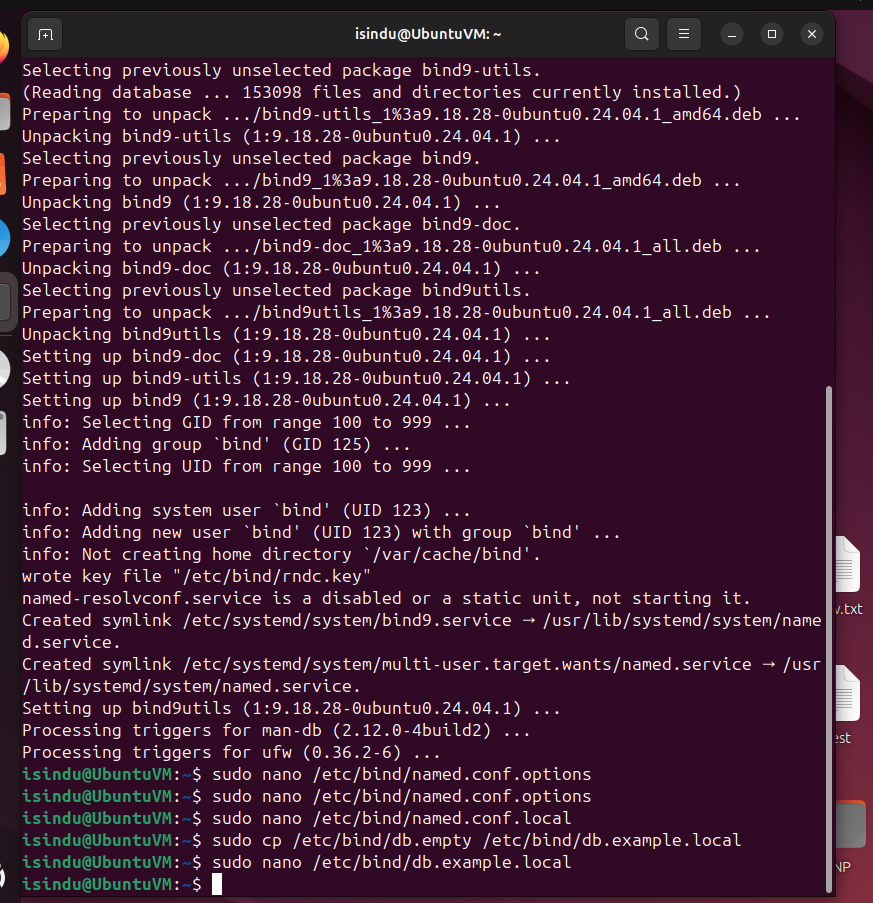 isindu@UbuntuVM: ~
Selecting previously unselected package bind9-utils.
(Reading database ... 153098 files and directories currently installed.)
Preparing to unpack .../bind9-utils_1%3a9.18.28-0ubuntu0.24.04.1_amd64.deb ...
Unpacking bind9-utils (1:9.18.28-0ubuntu0.24.04.1) ...
Selecting previously unselected package bind9.
Preparing to unpack .../bind9_1%3a9.18.28-0ubuntu0.24.04.1_amd64.deb ...
Unpacking bind9 (1:9.18.28-0ubuntu0.24.04.1) ...
Selecting previously unselected package bind9-doc.
Preparing to unpack .../bind9-doc_1%3a9.18.28-0ubuntu0.24.04.1_all.deb ...
Unpacking bind9-doc (1:9.18.28-0ubuntu0.24.04.1) ...
Selecting previously unselected package bind9utils.
Preparing to unpack .../bind9utils_1%3a9.18.28-0ubuntu0.24.04.1_all.deb ...
Unpacking bind9utils (1:9.18.28-0ubuntu0.24.04.1) ...
Setting up bind9-doc (1:9.18.28-0ubuntu0.24.04.1) ...
Setting up bind9-utils (1:9.18.28-0ubuntu0.24.04.1) ...
Setting up bind9 (1:9.18.28-0ubuntu0.24.04.1) ...
info: Selecting GID from range 100 to 999 ...
info: Adding group `bind' (GID 125) ...
info: Selecting UID from range 100 to 999 ...
info: Adding system user `bind' (UID 123) ...
info: Adding new user `bind' (UID 123) with group `bind' ...
info: Not creating home directory `/var/cache/bind'.
wrote key file "/etc/bind/rndc.key"
named-resolvconf.service is a disabled or a static unit, not starting it.
Created symlink /etc/systemd/system/bind9.service → /usr/lib/systemd/system/name
d.service.
Created symlink /etc/systemd/system/multi-user.target.wants/named.service → /usr
/lib/systemd/system/named.service.
Setting up bind9utils (1:9.18.28-0ubuntu0.24.04.1) ...
Processing triggers for man-db (2.12.0-4build2) ...
Processing triggers for ufw (0.36.2-6) ...
isindu@UbuntuVM:~$ sudo nano /etc/bind/named.conf.options
isindu@UbuntuVM:~$ sudo nano /etc/bind/named.conf.options
isindu@UbuntuVM:~$ sudo nano /etc/bind/named.conf.local
isindu@UbuntuVM:~$ sudo cp /etc/bind/db.empty /etc/bind/db.example.local
isindu@UbuntuVM:~$ sudo nano /etc/bind/db.example.local
isindu@UbuntuVM:~$
.txt
est
NP